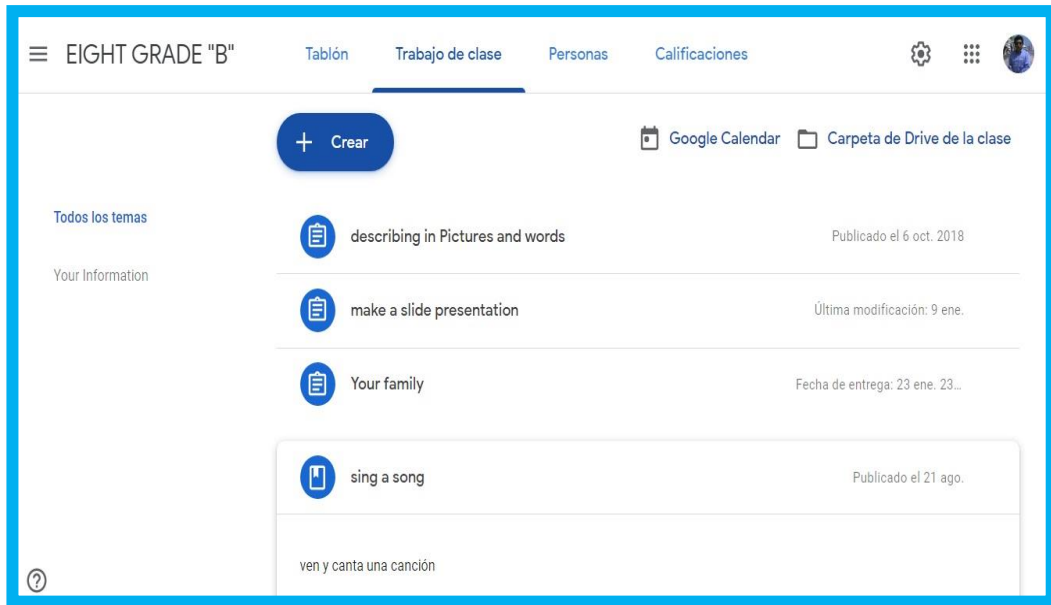 EIGHT GRADE "B" Tablón Trabajo de clase Personas Calificaciones
+ Crear Google Calendar Carpeta de Drive de la clase
Todos los temas
Your Information
describing in Pictures and words Publicado el 6 oct. 2018
make a slide presentation Última modificación: 9 ene.
Your family Fecha de entrega: 23 ene. 23...
sing a song Publicado el 21 ago.
ven y canta una canción